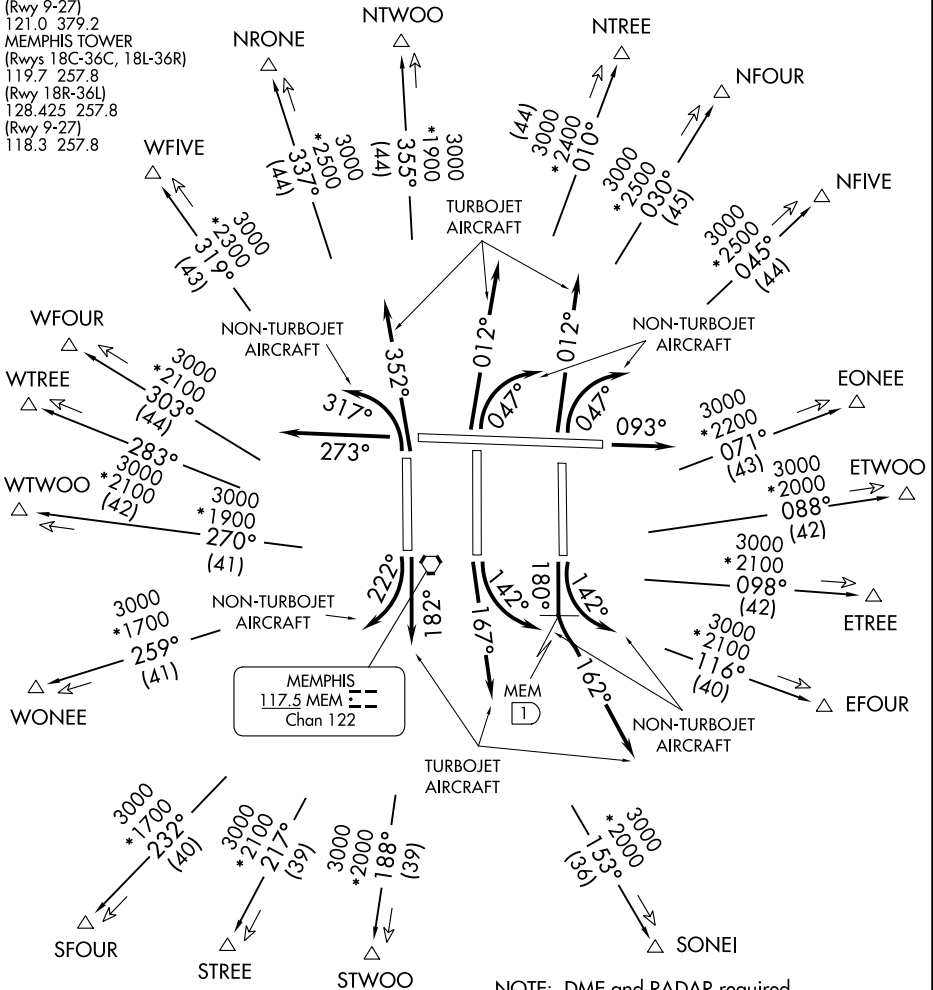 (Rwy 9-27)
121.0 379.2
MEMPHIS TOWER
(Rwys 18C-36C, 18L-36R)
119.7 257.8
(Rwy 18R-36L)
128.425 257.8
(Rwy 9-27)
118.3 257.8
NTWOO
3000
*1900
355°
(44)
NRONE
3000
*2500
337°
(44)
NTREE
(44)
3000
*2400
010°
NFOUR
3000
*2500
030°
(45)
WFIVE
3000
*2300
319°
(43)
NFIVE
3000
*2500
045°
(44)
TURBOJET
AIRCRAFT
NON-TURBOJET
AIRCRAFT
NON-TURBOJET
AIRCRAFT
352°
012°
012°
317°
047°
047°
273°
093°
WFOUR
3000
*2100
303°
(44)
WTREE
283°
3000
*2100
(42)
WTWOO
3000
*1900
270°
(41)
EONEE
3000
*2200
071°
(43)
ETWOO
3000
*2000
088°
(42)
3000
*2100
098°
(42)
ETREE
3000
*2100
116°
(40)
EFOUR
222°
182°
167°
142°
180°
142°
162°
NON-TURBOJET
AIRCRAFT
3000
*1700
259°
(41)
WONEE
MEMPHIS
117.5 MEM
Chan 122
MEM
1
NON-TURBOJET
AIRCRAFT
TURBOJET
AIRCRAFT
3000
*1700
232°
(40)
SFOUR
3000
*2100
217°
(39)
STREE
3000
*2000
188°
(39)
STWOO
3000
*2000
153°
(36)
SONEI
NOTE: DME and RADAR required